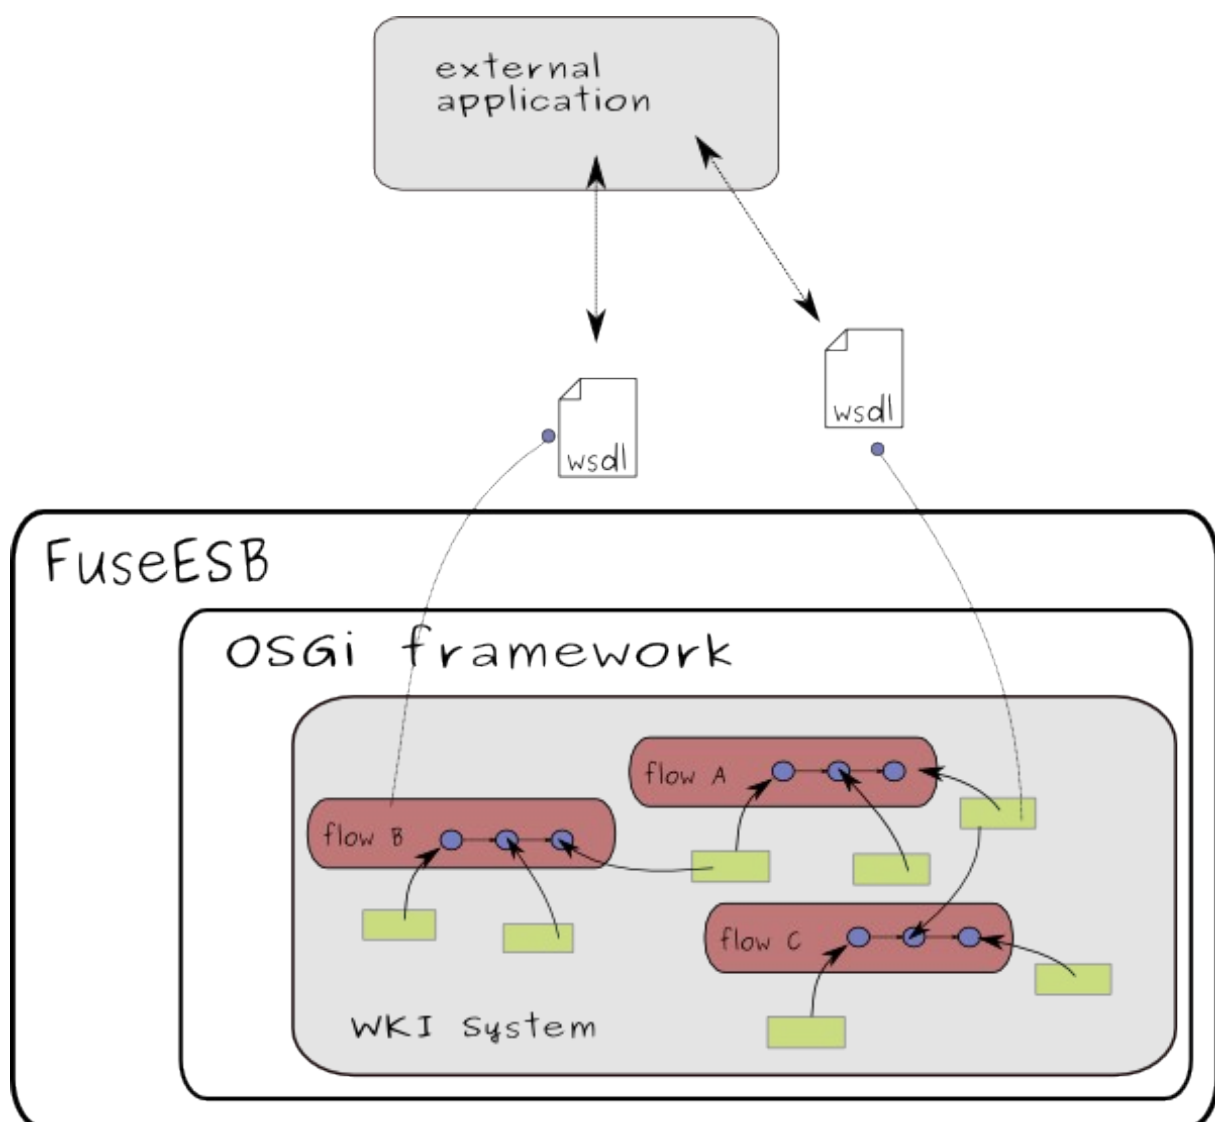 external
application
wsdl
wsdl
FuseESB
OSGi framework
flow A
flow B
flow C
WKI System